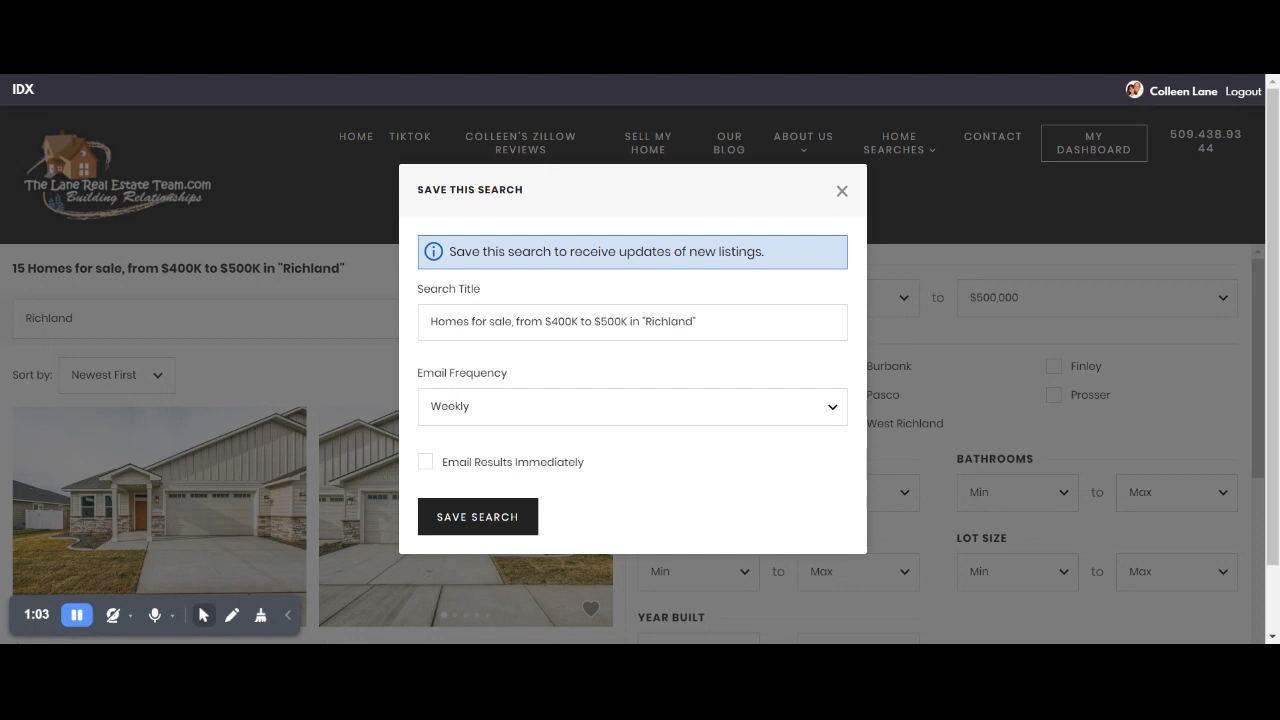 IDX
Colleen Lane Logout
The Lane Real Estate Team.com
Building Relationships
HOME
TIKTOK
COLLEEN'S ZILLOW
REVIEWS
SELL MY
HOME
OUR
BLOG
ABOUT US
HOME
SEARCHES
CONTACT
MY
DASHBOARD
509.438.93
44
SAVE THIS SEARCH
Save this search to receive updates of new listings.
Search Title
Homes for sale, from $400K to $500K in "Richland"
Email Frequency
Weekly
Email Results Immediately
SAVE SEARCH
15 Homes for sale, from $400K to $500K in "Richland"
Richland
Sort by: Newest First
to $500,000
Burbank
Finley
Pasco
Prosser
West Richland
BATHROOMS
Min to Max
LOT SIZE
Min to Max
Min to Max
YEAR BUILT
1:03